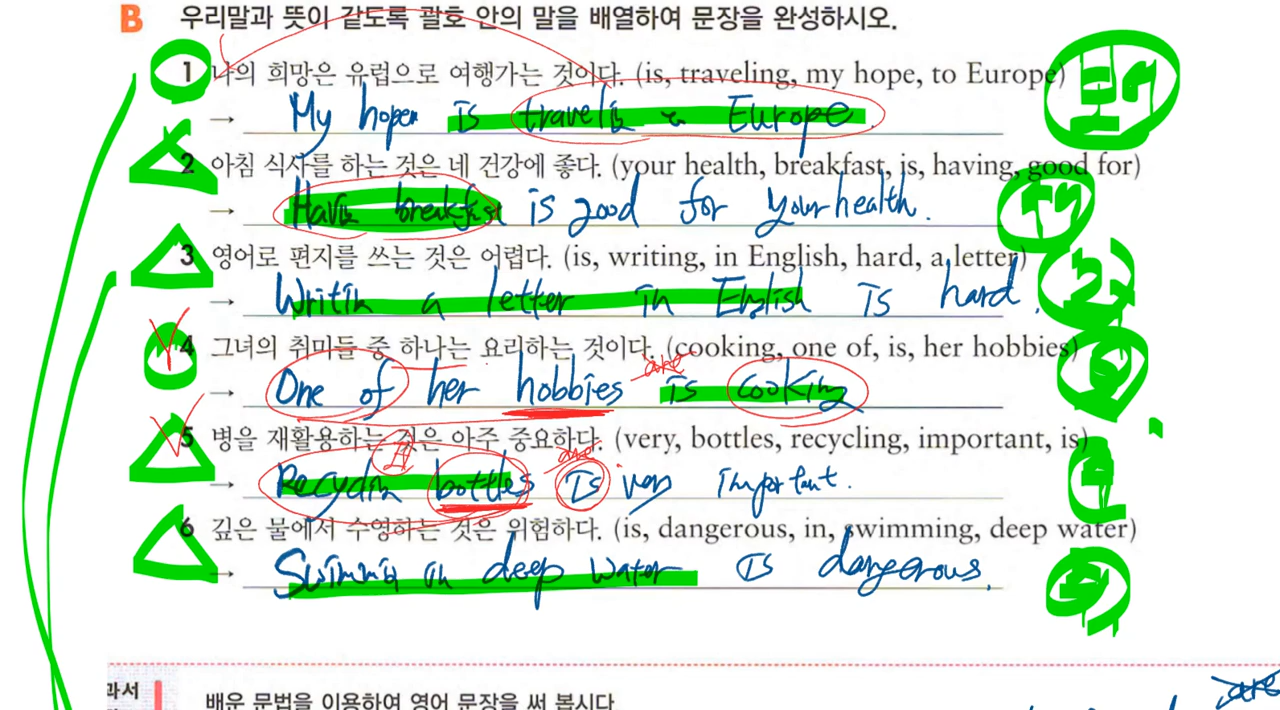 B 우리말과 뜻이 같도록 괄호 안의 말을 배열하여 문장을 완성하시오.
1 나의 희망은 유럽으로 여행가는 것이다. (is, traveling, my hope, to Europe)
→ My hope is to Europe.
2 아침 식사를 하는 것은 네 건강에 좋다. (your health, breakfast, is, having, good for)
→ breakfast is good for your health.
3 영어로 편지를 쓰는 것은 어렵다. (is, writing, in English, hard, a letter)
→ a letter in English is hard.
4 그녀의 취미들 중 하나는 요리하는 것이다. (cooking, one of, is, her hobbies)
are
→ One of her hobbies is cooking
5 병을 재활용하는 것은 아주 중요하다. (very, bottles, recycling, important, is)
are
→ bottles is very important.
6 깊은 물에서 수영하는 것은 위험하다. (is, dangerous, in, swimming, deep water)
→ in deep water is dangerous.
과서
배운 문법을 이용하여 영어 문장을 써 봅시다.
are